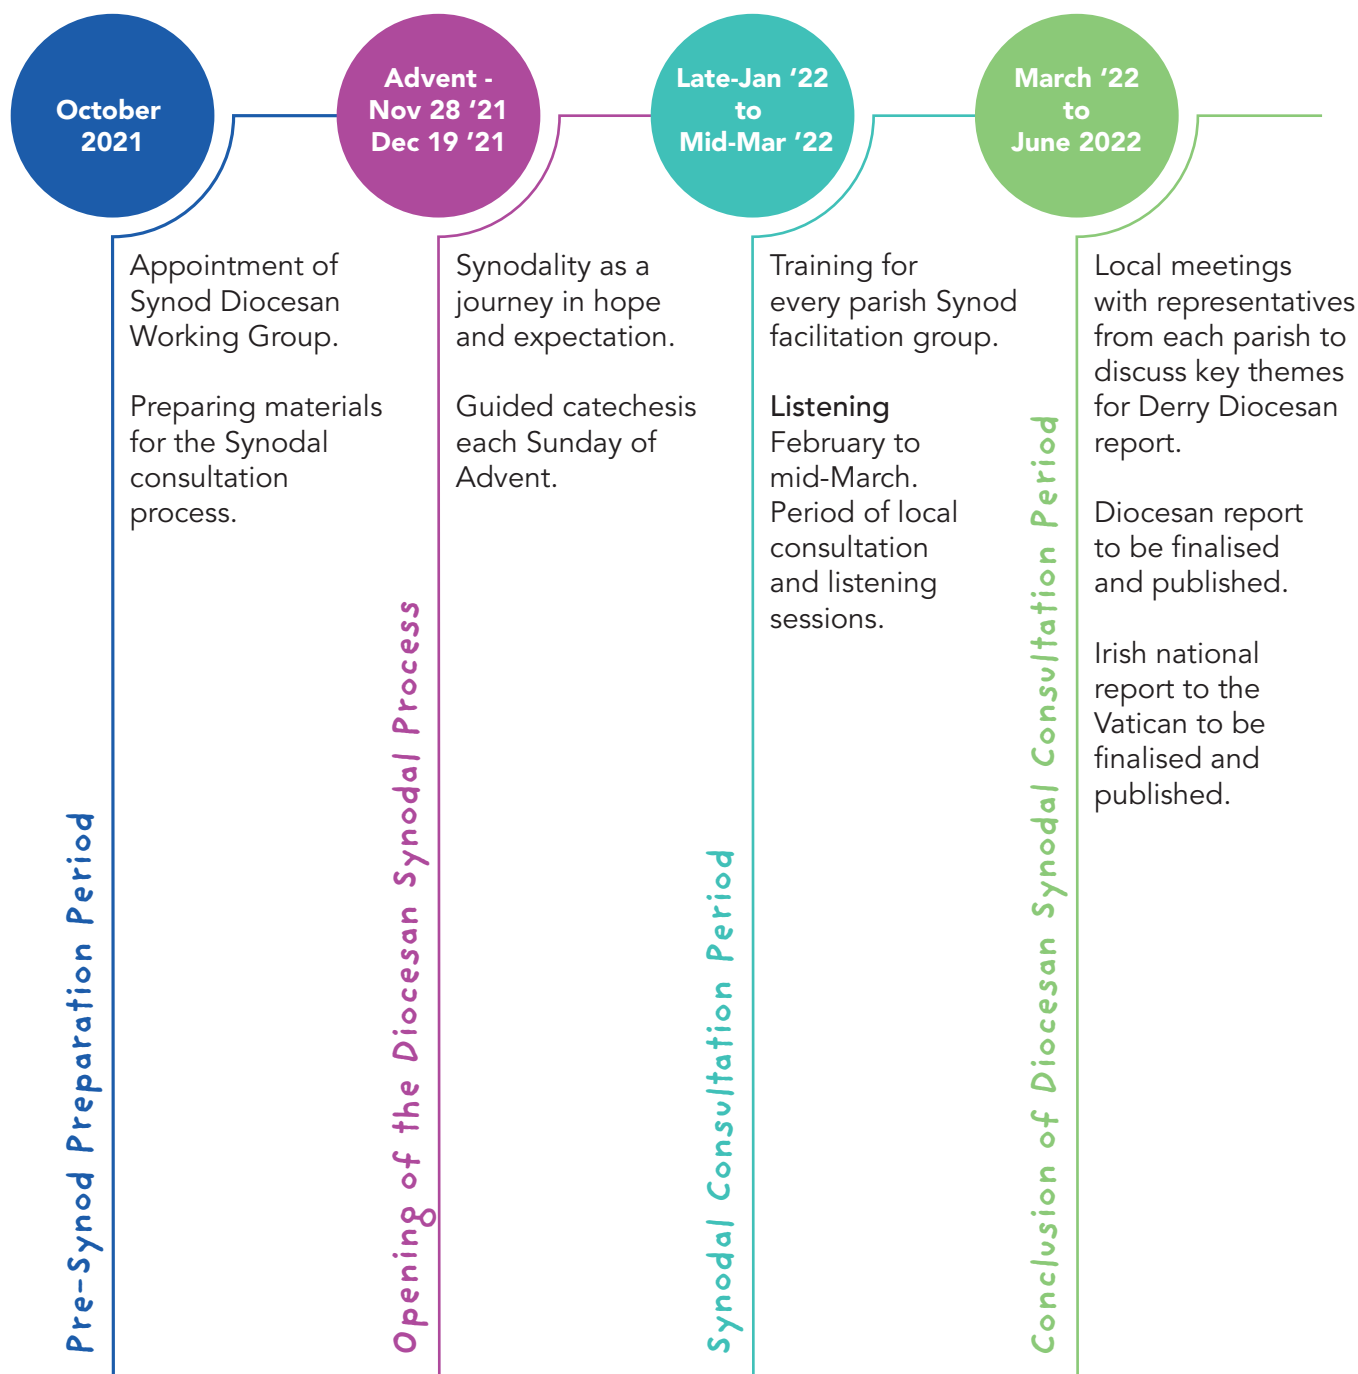 October
2021
Pre-Synod Preparation Period
Appointment of
Synod Diocesan
Working Group.
Preparing materials
for the Synodal
consultation
process.
Advent -
Nov 28 ’21
Dec 19 ’21
Opening of the Diocesan Synodal Process
Synodality as a
journey in hope
and expectation.
Guided catechesis
each Sunday of
Advent.
Late-Jan ’22
to
Mid-Mar ’22
Synodal Consultation Period
Training for
every parish Synod
facilitation group.
Listening
February to
mid-March.
Period of local
consultation
and listening
sessions.
March ’22
to
June 2022
Conclusion of Diocesan Synodal Consultation Period
Local meetings
with representatives
from each parish to
discuss key themes
for Derry Diocesan
report.
Diocesan report
to be finalised
and published.
Irish national
report to the
Vatican to be
finalised and
published.